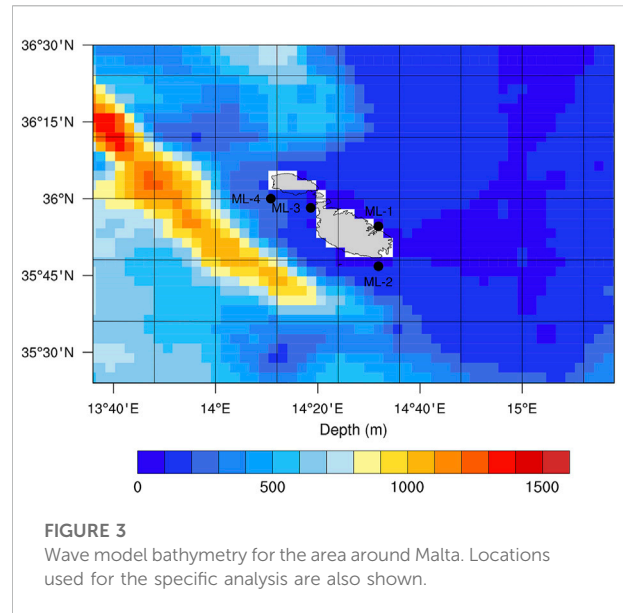 36°30'N
36°15'N
36°N
35°45'N
35°30'N
ML-4
ML-3
ML-1
ML-2
13°40'E 14°E 14°20'E 14°40'E 15°E
Depth (m)
0 500 1000 1500
FIGURE 3
Wave model bathymetry for the area around Malta. Locations
used for the specific analysis are also shown.